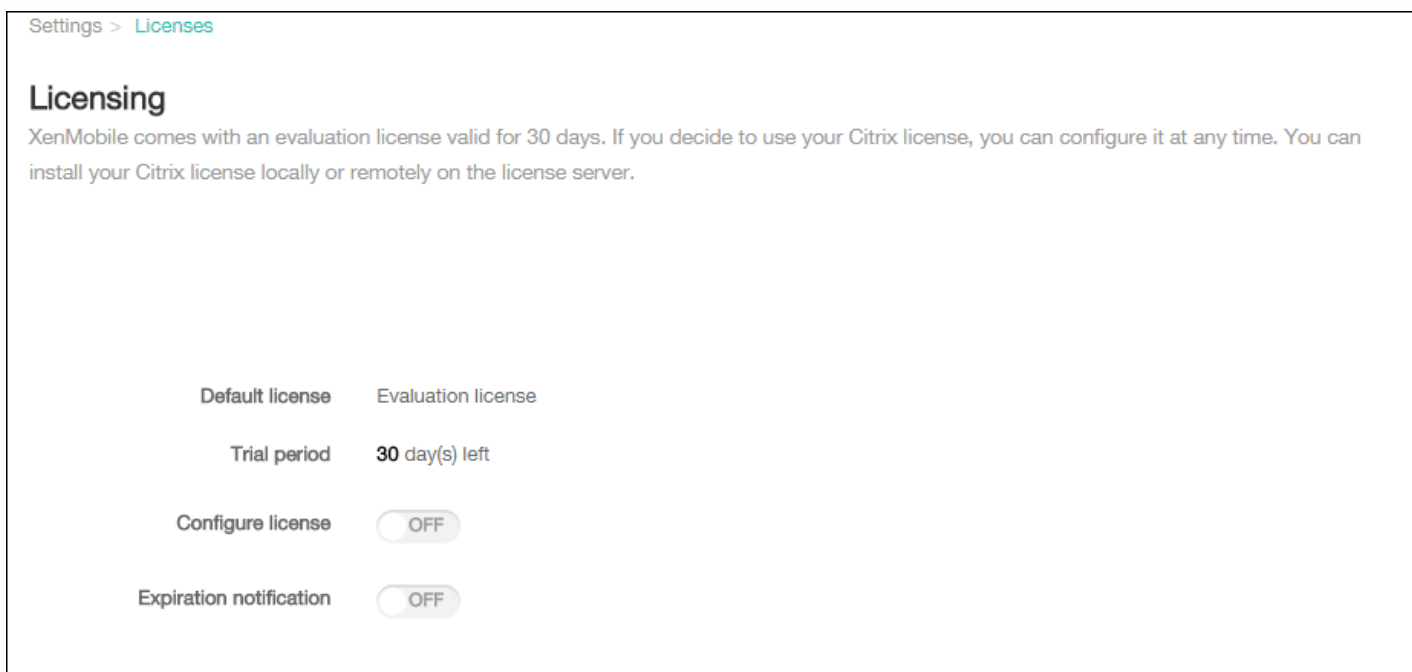 Settings > Licenses
Licensing
XenMobile comes with an evaluation license valid for 30 days. If you decide to use your Citrix license, you can configure it at any time. You can
install your Citrix license locally or remotely on the license server.
Default license Evaluation license
Trial period 30 day(s) left
Configure license OFF
Expiration notification OFF